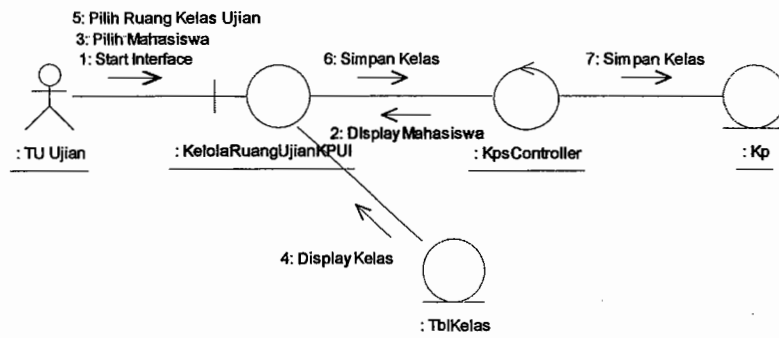 5: Pilih Ruang Kelas Ujian
3: Pilih Mahasiswa
1: Start Interface
6: Simpan Kelas
7: Simpan Kelas
2: DIsplay Mahasiswa
: TU Ujian
: KelolaRuangUjianKPUI
: KpsController
: Kp
4: Display Kelas
: TblKelas